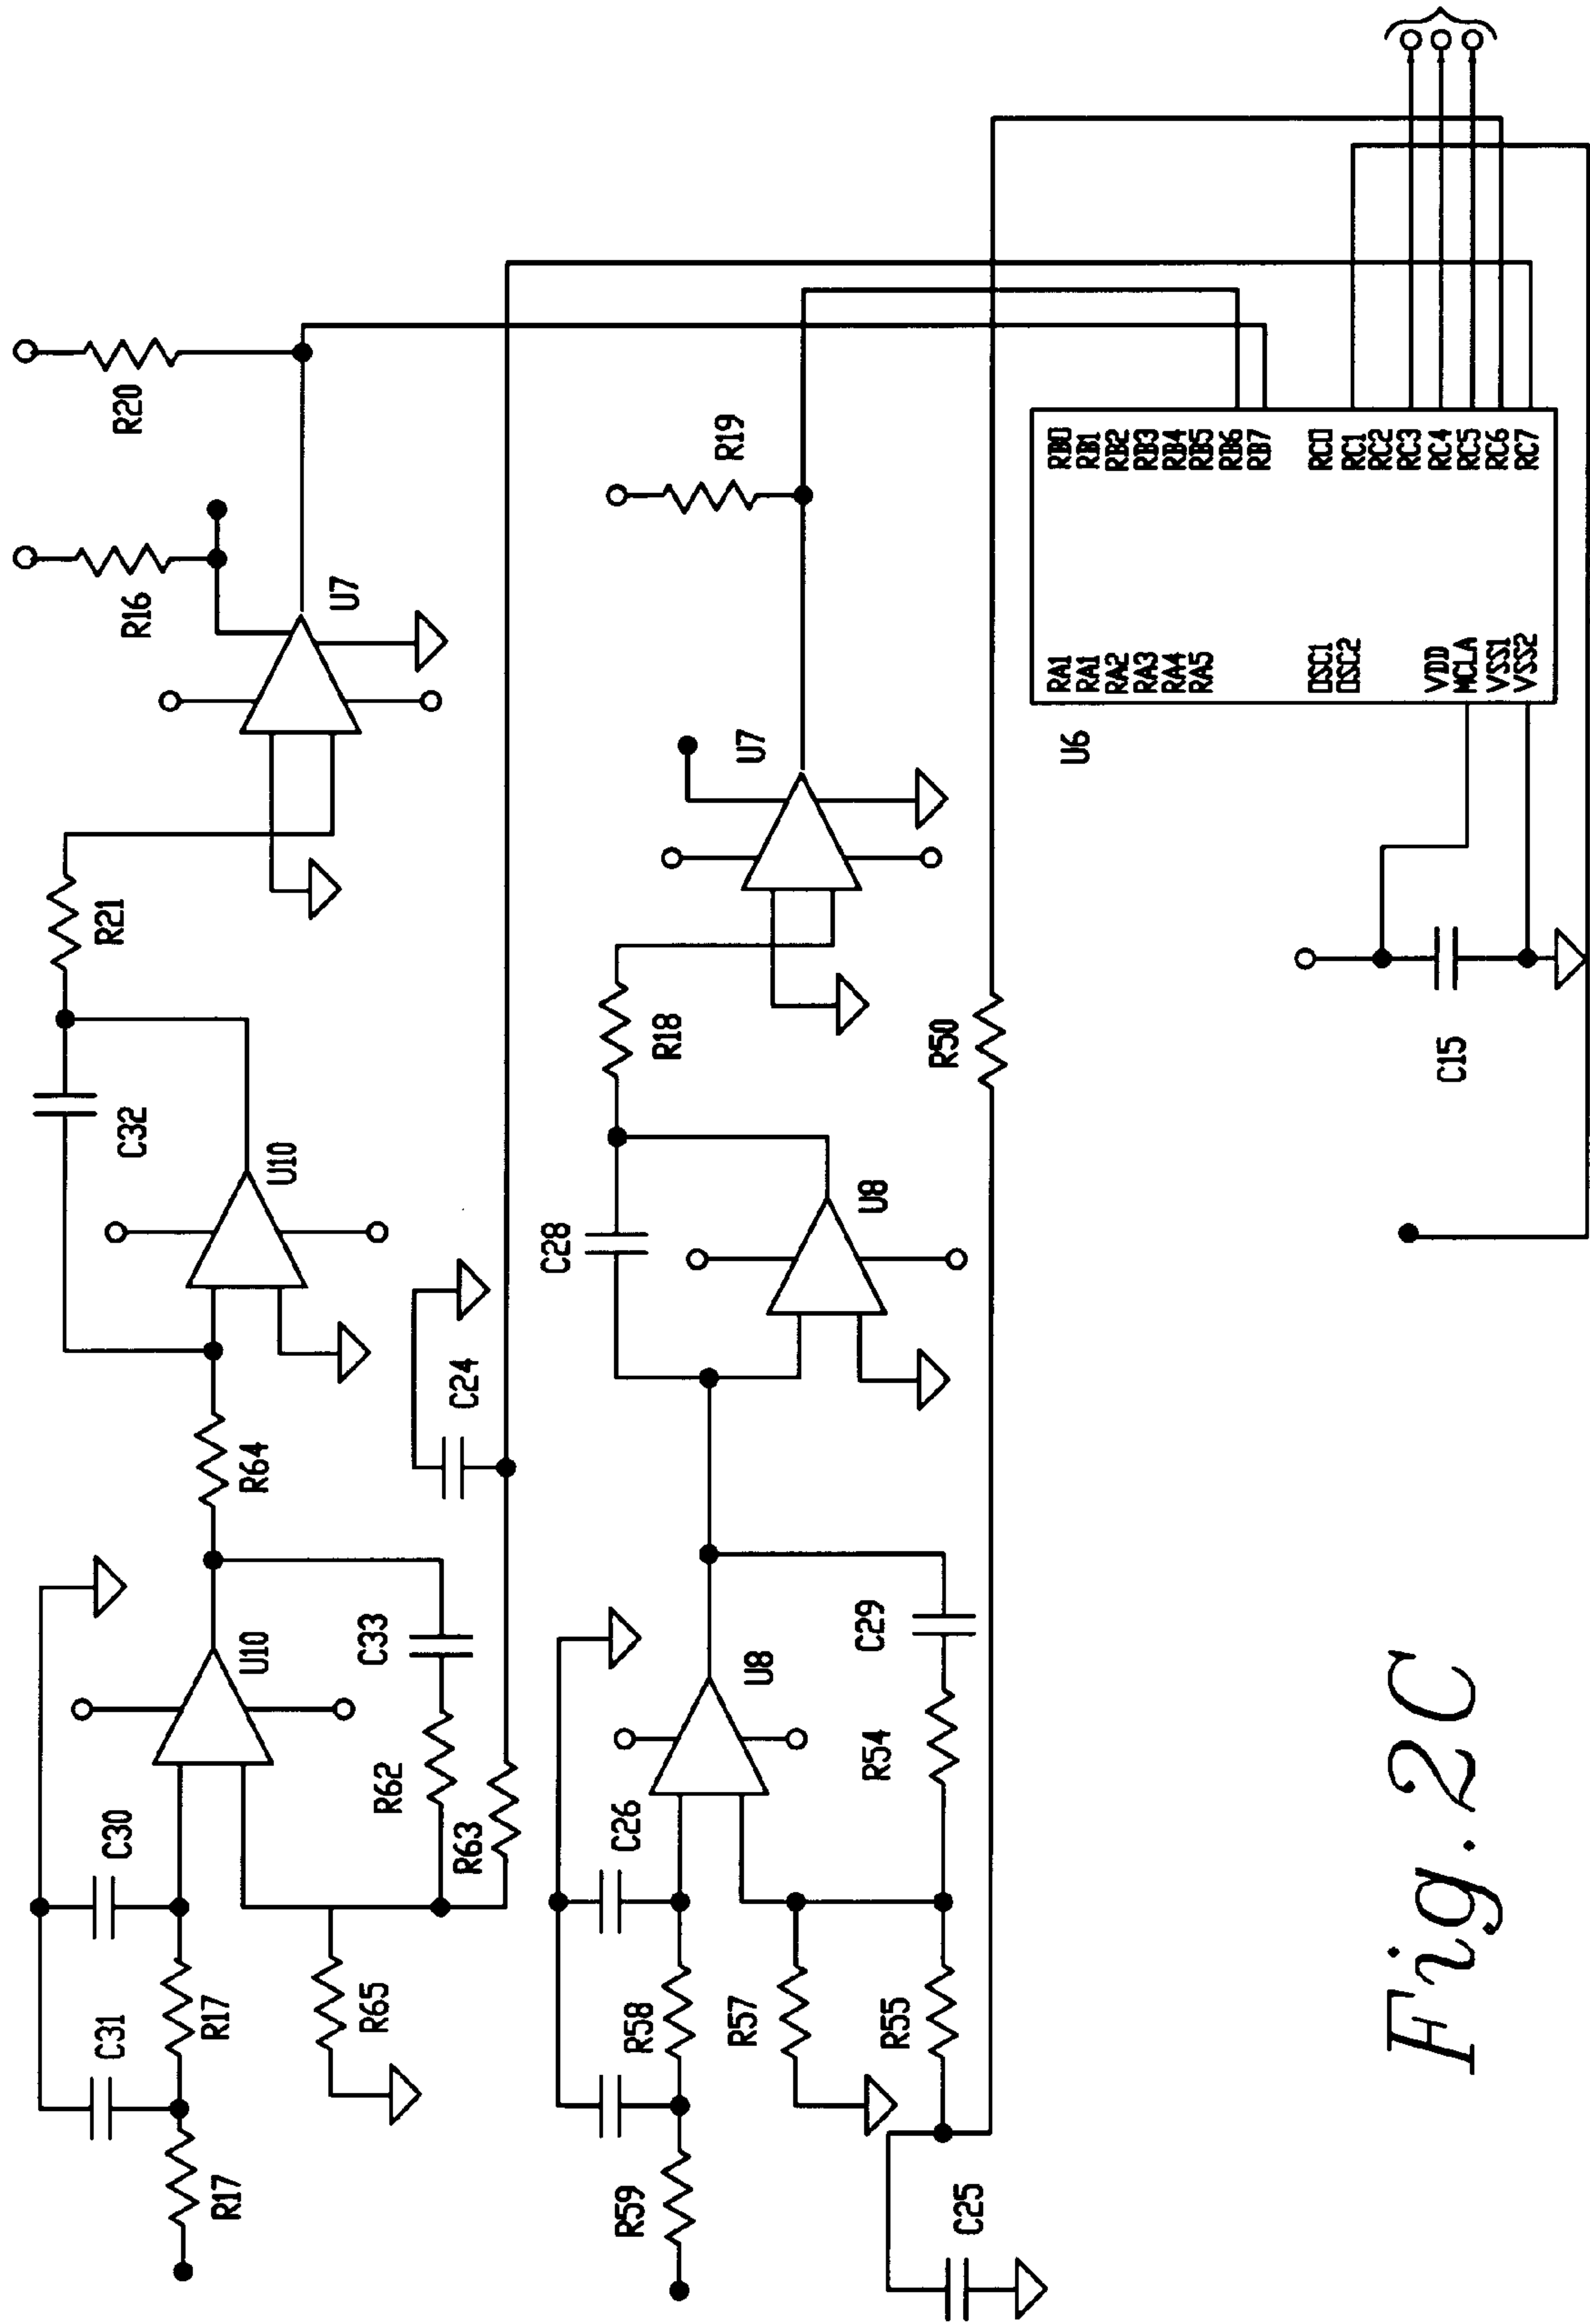 R20
R16
U7
R21
C32
U10
R64
C24
C30
C31
R17
R17
U10
C33
R62
R63
R65
R19
U7
R18
C28
U8
R50
C26
R58
R59
U8
C29
R54
R57
R55
C25
U6
RA1
RA1
RA2
RA3
RA4
RA5
OSC1
OSC2
VDD
MCLA
VSS1
VSS2
RB0
RB1
RB2
RB3
RB4
RB5
RB6
RB7
RC0
RC1
RC2
RC3
RC4
RC5
RC6
RC7
C15
Fig. 2C